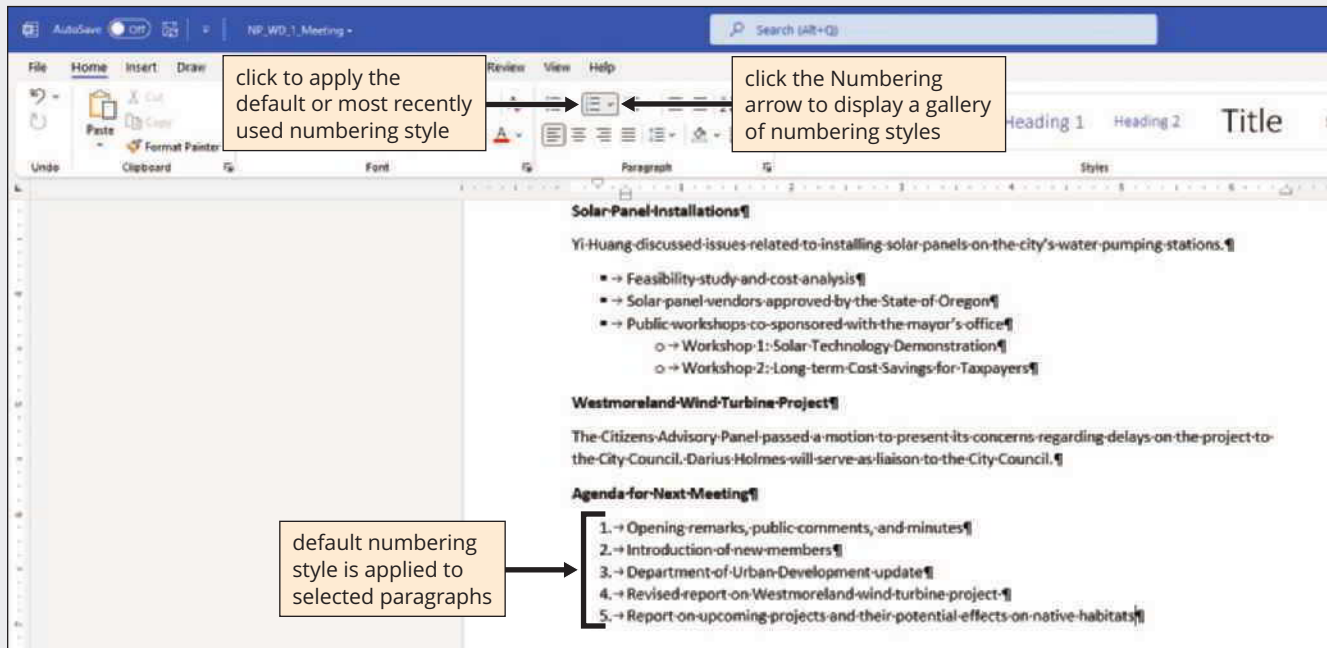 AutoSave Off NP_WD_1_Meeting Search (Alt+Q)
File Home Insert Draw Review View Help
click to apply the
default or most recently
used numbering style
click the Numbering
arrow to display a gallery
of numbering styles
Cut
Copy
Paste
Format Painter
A
Heading 1 Heading 2 Title
Undo Clipboard Font Paragraph Styles
Solar·Panel·Installations¶
Yi·Huang·discussed·issues·related·to·installing·solar·panels·on·the·city's·water·pumping·stations.¶
■→Feasibility·study·and·cost·analysis¶
■→Solar·panel·vendors·approved·by·the·State·of·Oregon¶
■→Public·workshops·co-sponsored·with·the·mayor's·office¶
o→Workshop·1:·Solar·Technology·Demonstration¶
o→Workshop·2:·Long-term·Cost·Savings·for·Taxpayers¶
Westmoreland·Wind·Turbine·Project¶
The·Citizens·Advisory·Panel·passed·a·motion·to·present·its·concerns·regarding·delays·on·the·project·to·
the·City·Council.·Darius·Holmes·will·serve·as·liaison·to·the·City·Council.·¶
Agenda·for·Next·Meeting¶
default numbering
style is applied to
selected paragraphs
1.→Opening·remarks,·public·comments,·and·minutes¶
2.→Introduction·of·new·members¶
3.→Department·of·Urban·Development·update¶
4.→Revised·report·on·Westmoreland·wind·turbine·project·¶
5.→Report·on·upcoming·projects·and·their·potential·effects·on·native·habitats¶